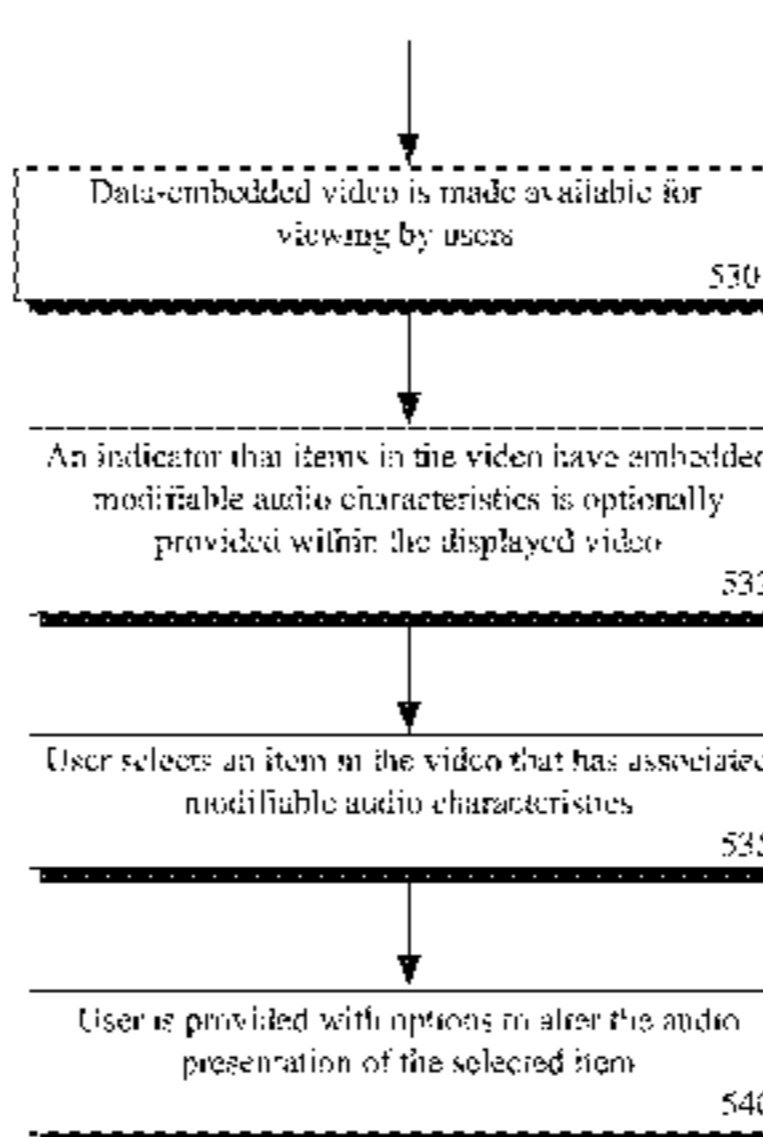 Data-embedded video is made available for
viewing by users
530
An indicator that items in the video have embedded
modifiable audio characteristics is optionally
provided within the displayed video
User selects an item in the video that has associated
modifiable audio characteristics
535
User is provided with options to alter the audio
presentation of the selected item
540